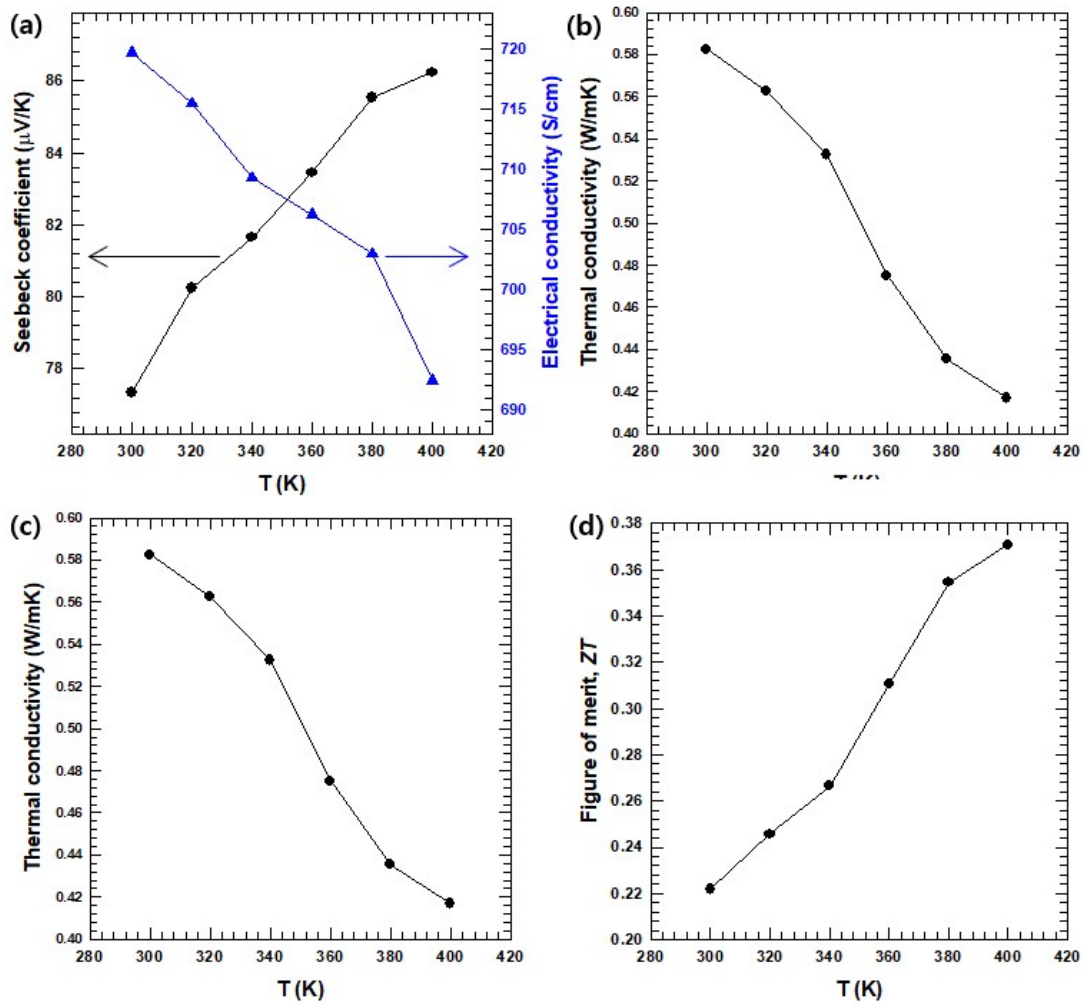 (a)
Seebeck coefficient (µV/K)
86
84
82
80
78
720
715
710
705
700
695
690
Electrical conductivity (S/cm)
280 300 320 340 360 380 400 420
T (K)
(b)
Thermal conductivity (W/mK)
0.60
0.58
0.56
0.54
0.52
0.50
0.48
0.46
0.44
0.42
0.40
280 300 320 340 360 380 400 420
T (K)
(c)
Thermal conductivity (W/mK)
0.60
0.58
0.56
0.54
0.52
0.50
0.48
0.46
0.44
0.42
0.40
280 300 320 340 360 380 400 420
T (K)
(d)
Figure of merit, ZT
0.38
0.36
0.34
0.32
0.30
0.28
0.26
0.24
0.22
0.20
280 300 320 340 360 380 400 420
T (K)